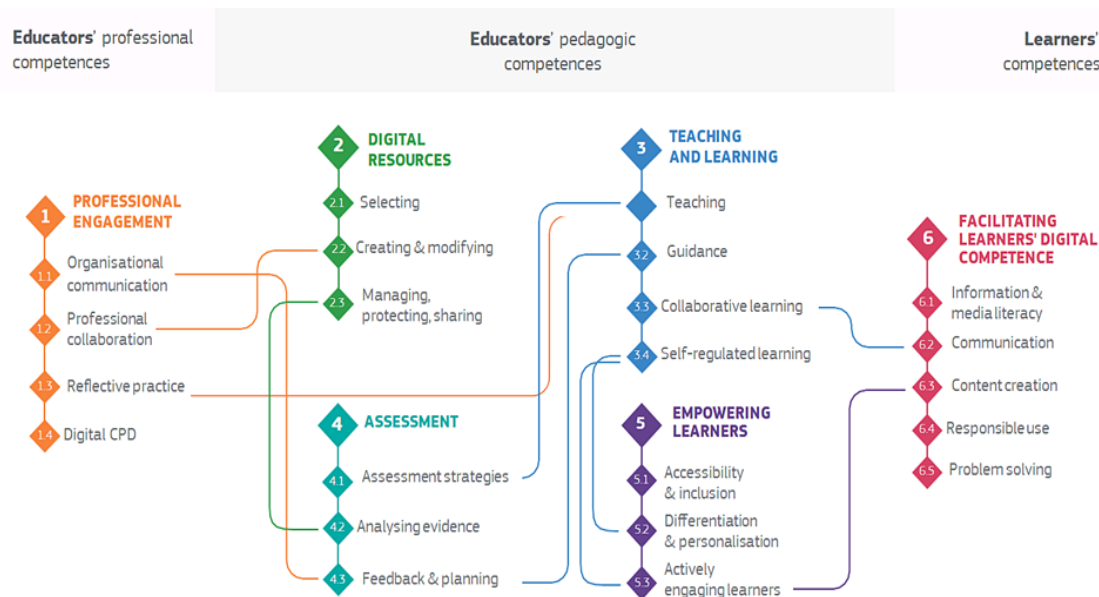 Educators' professional
competences
Educators' pedagogic
competences
Learners'
competences
1
PROFESSIONAL
ENGAGEMENT
1.1
Organisational
communication
1.2
Professional
collaboration
1.3
Reflective practice
1.4
Digital CPD
2
DIGITAL
RESOURCES
2.1
Selecting
2.2
Creating & modifying
2.3
Managing,
protecting, sharing
3
TEACHING
AND LEARNING
Teaching
3.2
Guidance
3.3
Collaborative learning
3.4
Self-regulated learning
4
ASSESSMENT
4.1
Assessment strategies
4.2
Analysing evidence
4.3
Feedback & planning
5
EMPOWERING
LEARNERS
5.1
Accessibility
& inclusion
5.2
Differentiation
& personalisation
5.3
Actively
engaging learners
6
FACILITATING
LEARNERS' DIGITAL
COMPETENCE
6.1
Information &
media literacy
6.2
Communication
6.3
Content creation
6.4
Responsible use
6.5
Problem solving